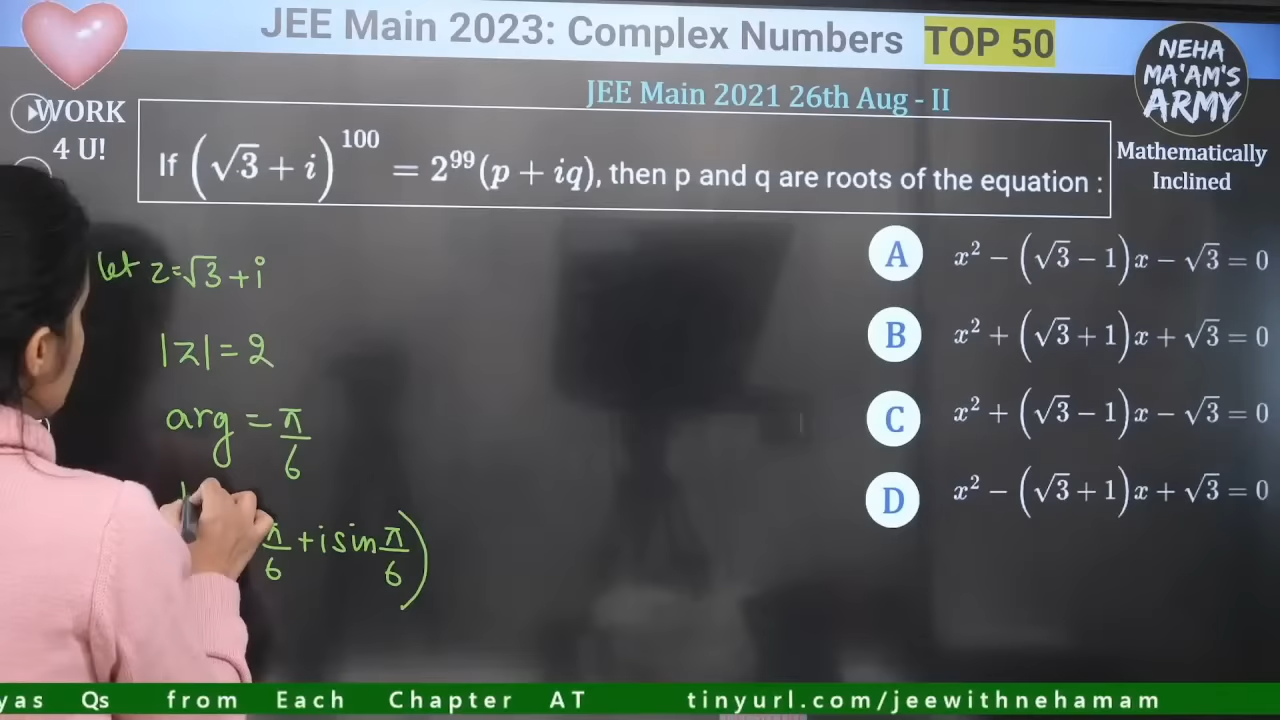 JEE Main 2023: Complex Numbers TOP 50
NEHA
MA'AM'S
ARMY
Mathematically
Inclined
WORK
4 U!
JEE Main 2021 26th Aug - II
If (√3 + i)^100 = 2^99 (p + iq), then p and q are roots of the equation :
let z=√3+i
|z| = 2
arg = π/6
π/6 + i sin π/6)
A x² − (√3 − 1)x − √3 = 0
B x² + (√3 + 1)x + √3 = 0
C x² + (√3 − 1)x − √3 = 0
D x² − (√3 + 1)x + √3 = 0
yas Qs from Each Chapter AT tinyurl.com/jeewithnehamam